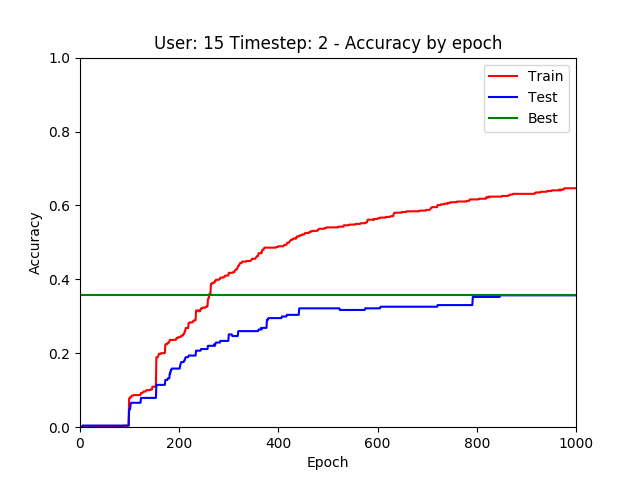 User: 15 Timestep: 2 - Accuracy by epoch
1.0
0.8
0.6
0.4
0.2
0.0
Accuracy
Train
Test
Best
0 200 400 600 800 1000
Epoch